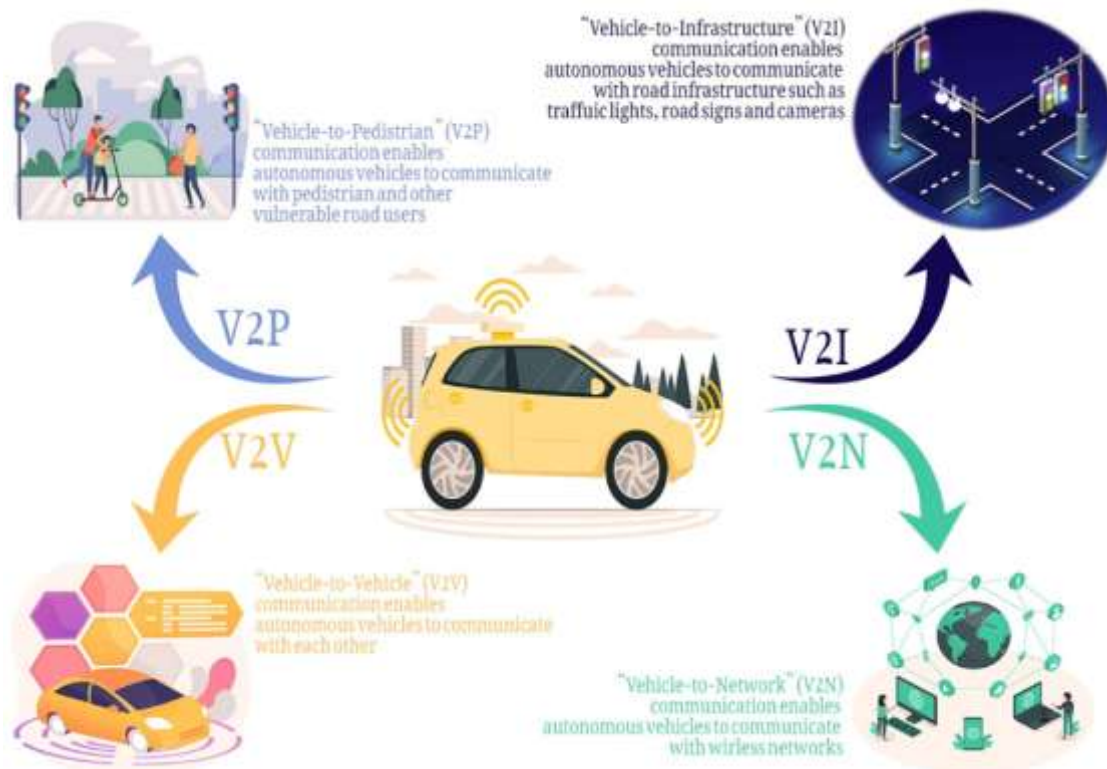 "Vehicle-to-Pedistrian" (V2P)
communication enables
autonomous vehicles to communicate
with pedistrian and other
vulnerable road users
"Vehicle-to-Infrastructure" (V2I)
communication enables
autonomous vehicles to communicate
with road infrastructure such as
traffuic lights, road signs and cameras
V2P
V2I
V2V
V2N
"Vehicle-to-Vehicle" (V2V)
communication enables
autonomous vehicles to communicate
with each other
"Vehicle-to-Network" (V2N)
communication enables
autonomous vehicles to communicate
with wirless networks